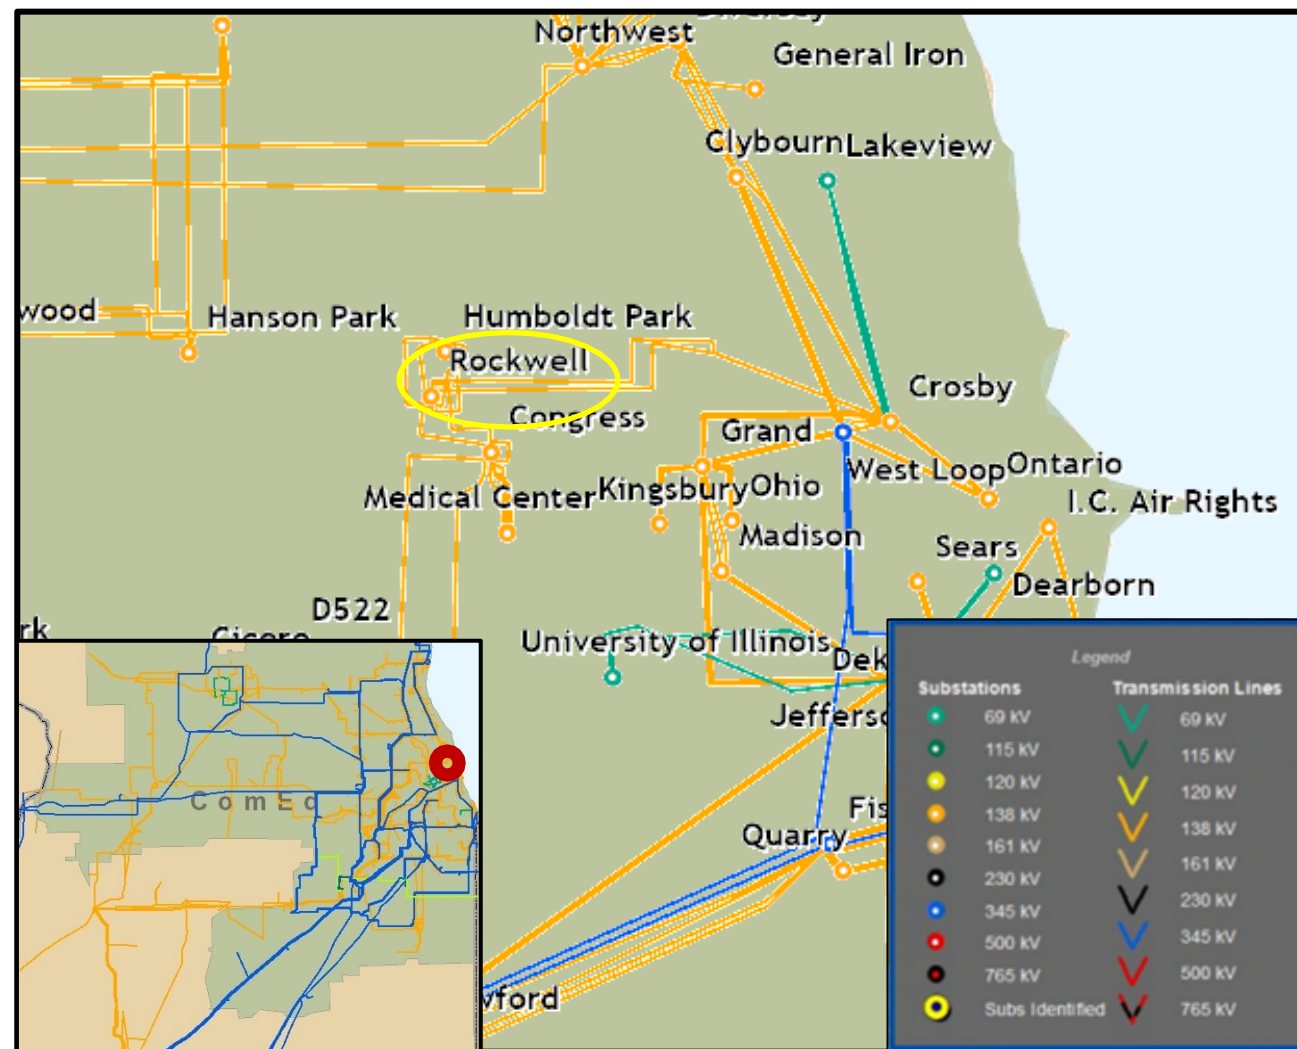 Northwest
General Iron
Clybourn
Lakeview
wood
Hanson Park
Humboldt Park
Rockwell
Crosby
Congress
Grand
West Loop
Ontario
Medical Center
Kingsbury
Ohio
I.C. Air Rights
Madison
Sears
Dearborn
D522
rk
University of Illinois
Dek
Jeffers
Fis
Quarry
wford
ComEd
Legend
Substations
Transmission Lines
69 kV
69 kV
115 kV
115 kV
120 kV
120 kV
138 kV
138 kV
161 kV
161 kV
230 kV
230 kV
345 kV
345 kV
500 kV
500 kV
765 kV
765 kV
Subs Identified